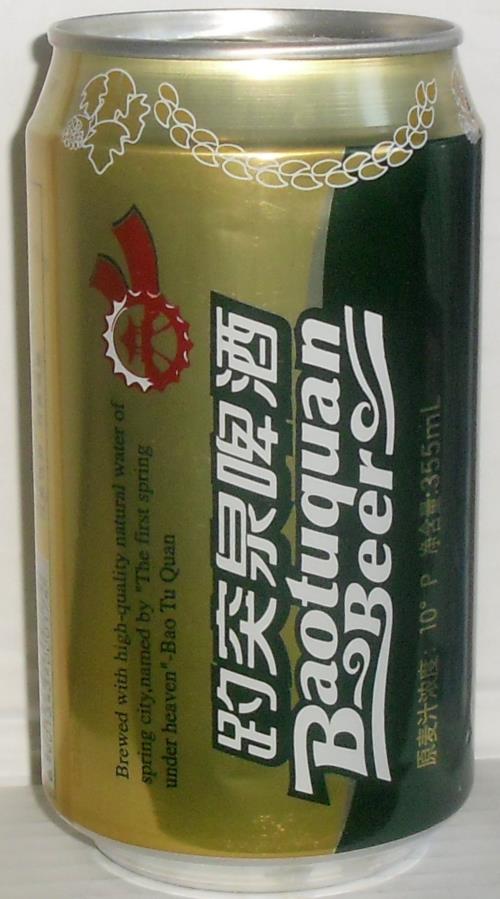 Brewed with high-quality natural water of
spring city,named by "The first spring
under heaven"-Bao Tu Quan
趵突泉啤酒
Baotuquan
Beer
原麦汁浓度: 10° P 净含量:355mL